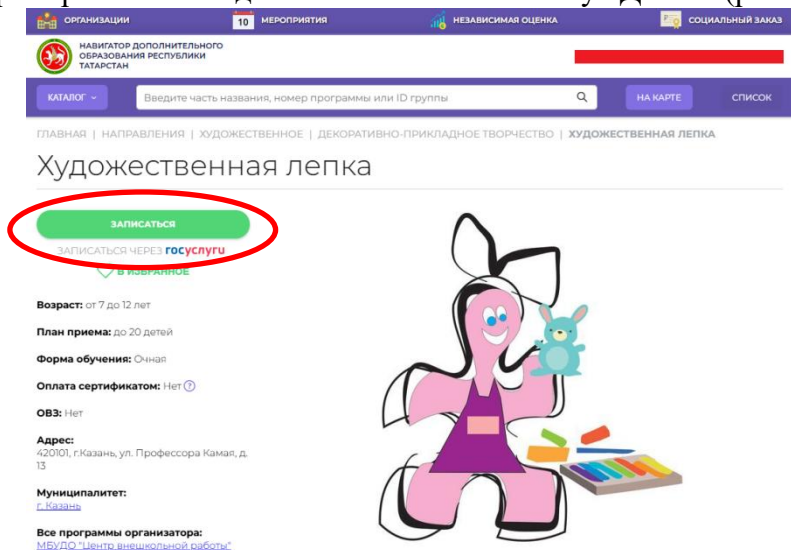 ОРГАНИЗАЦИИ
10 МЕРОПРИЯТИЯ
НЕЗАВИСИМАЯ ОЦЕНКА
СОЦИАЛЬНЫЙ ЗАКАЗ
НАВИГАТОР ДОПОЛНИТЕЛЬНОГО
ОБРАЗОВАНИЯ РЕСПУБЛИКИ
ТАТАРСТАН
КАТАЛОГ
Введите часть названия, номер программы или ID группы
НА КАРТЕ
СПИСОК
ГЛАВНАЯ | НАПРАВЛЕНИЯ | ХУДОЖЕСТВЕННОЕ | ДЕКОРАТИВНО-ПРИКЛАДНОЕ ТВОРЧЕСТВО | ХУДОЖЕСТВЕННАЯ ЛЕПКА
Художественная лепка
ЗАПИСАТЬСЯ
ЗАПИСАТЬСЯ ЧЕРЕЗ госуслуги
В ИЗБРАННОЕ
Возраст: от 7 до 12 лет
План приема: до 20 детей
Форма обучения: Очная
Оплата сертификатом: Нет ?
ОВЗ: Нет
Адрес:
420101, г.Казань, ул. Профессора Камая, д.
13
Муниципалитет:
г. Казань
Все программы организатора:
МБУДО "Центр внешкольной работы"